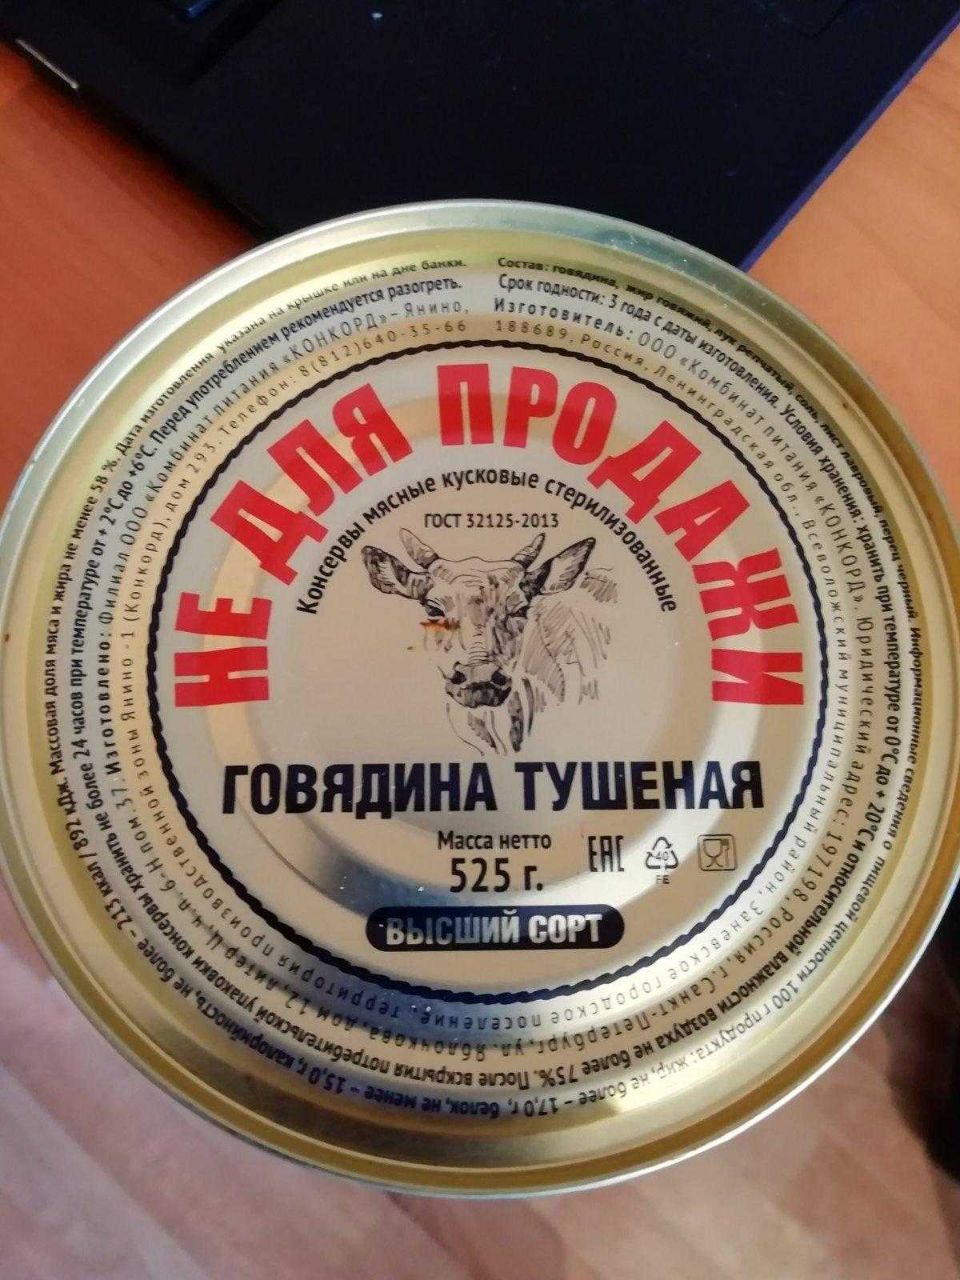 НЕ ДЛЯ ПРОДАЖИ
Консервы мясные кусковые стерилизованные
ГОСТ 32125-2013
ГОВЯДИНА ТУШЕНАЯ
Масса нетто
525 г.
ЕАС
40
FE
ВЫСШИЙ СОРТ
Состав: говядина, жир говяжий, лук репчатый, соль, лист лавровый, перец черный. Информационные сведения о пищевой ценности 100 г продукта: жир, не более – 17,0 г, белок, не менее – 15,0 г, калорийность, не более – 213 ккал / 892 кДж. Массовая доля мяса и жира не менее 58 %. Дата изготовления указана на крышке или на дне банки.
Срок годности: 3 года с даты изготовления. Условия хранения: хранить при температуре от 0°С до + 20°С и относительной влажности воздуха не более 75%. После вскрытия потребительской упаковки консервы хранить не более 24 часов при температуре от + 2°С до +6°С. Перед употреблением рекомендуется разогреть.
Изготовитель: ООО «Комбинат питания «КОНКОРД». Юридический адрес: 197198, Россия, г. Санкт-Петербург, ул. Яблочкова, дом 12, литер Ц, Ч, п. 6-Н пом.37. Изготовлено: Филиал ООО «Комбинат питания «КОНКОРД» – Янино,
188689, Россия, Ленинградская обл., Всеволожский муниципальный район, Заневское городское поселение, территория производственной зоны Янино -1 (Конкорд), дом 293. Телефон: 8(812)640-35-66